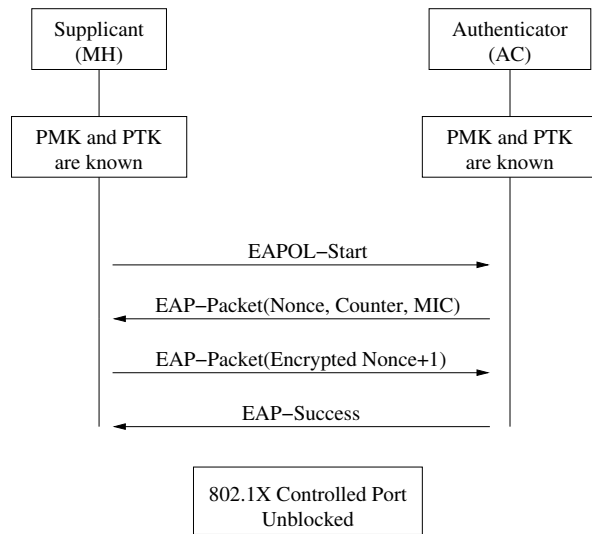 Supplicant
(MH)
Authenticator
(AC)
PMK and PTK
are known
PMK and PTK
are known
EAPOL−Start
EAP−Packet(Nonce, Counter, MIC)
EAP−Packet(Encrypted Nonce+1)
EAP−Success
802.1X Controlled Port
Unblocked